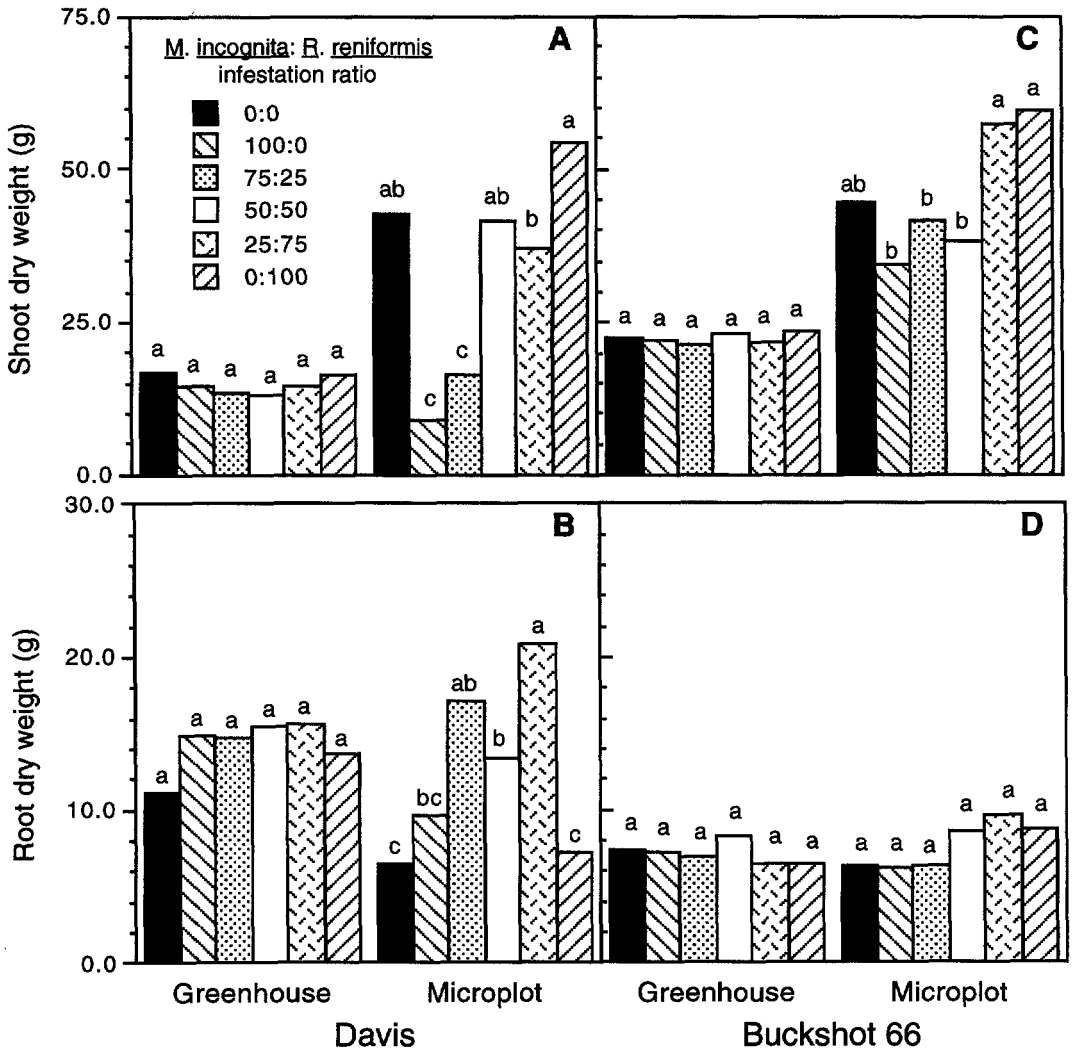 75.0
50.0
25.0
0.0
Shoot dry weight (g)
A
M. incognita: R. reniformis
infestation ratio
0:0
100:0
75:25
50:50
25:75
0:100
a a a a a a
ab c c ab b a
C
a a a a a a
ab b b b a a
30.0
20.0
10.0
0.0
Root dry weight (g)
B
a a a a a a
c bc ab b a c
D
a a a a a a
a a a a a a
Greenhouse Microplot Greenhouse Microplot
Davis Buckshot 66